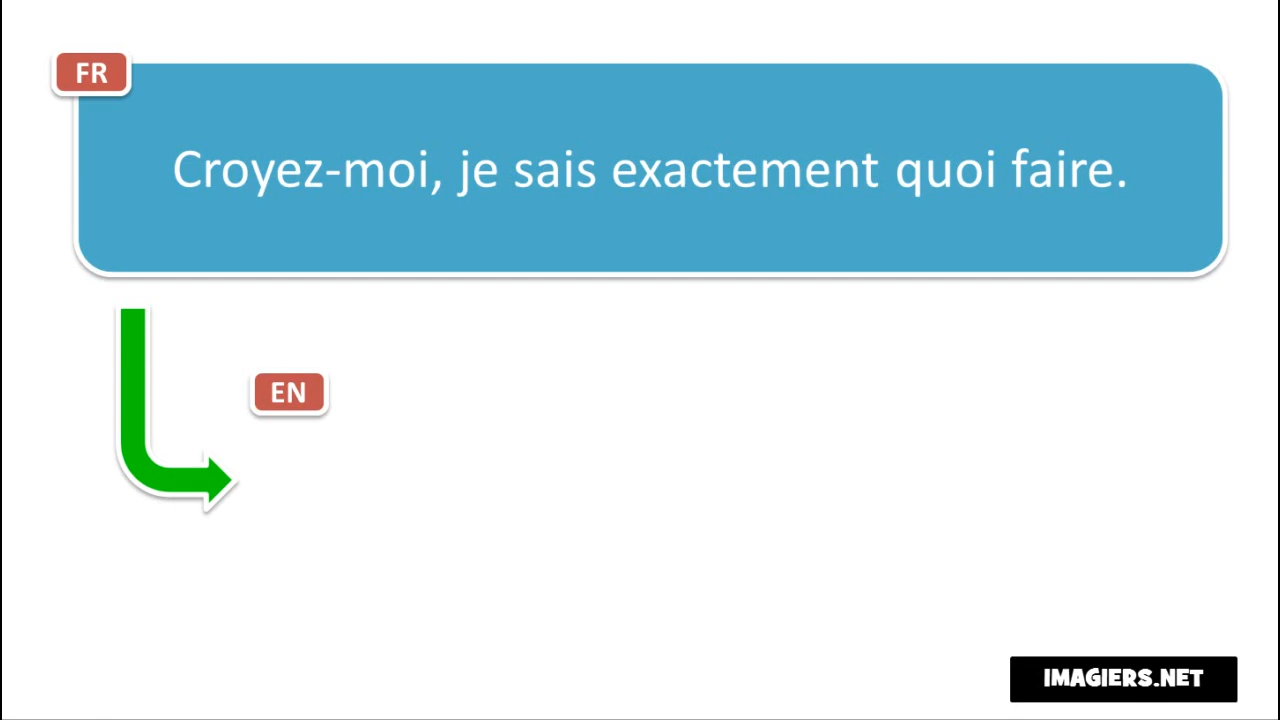 FR
Croyez-moi, je sais exactement quoi faire.
EN
IMAGIERS.NET